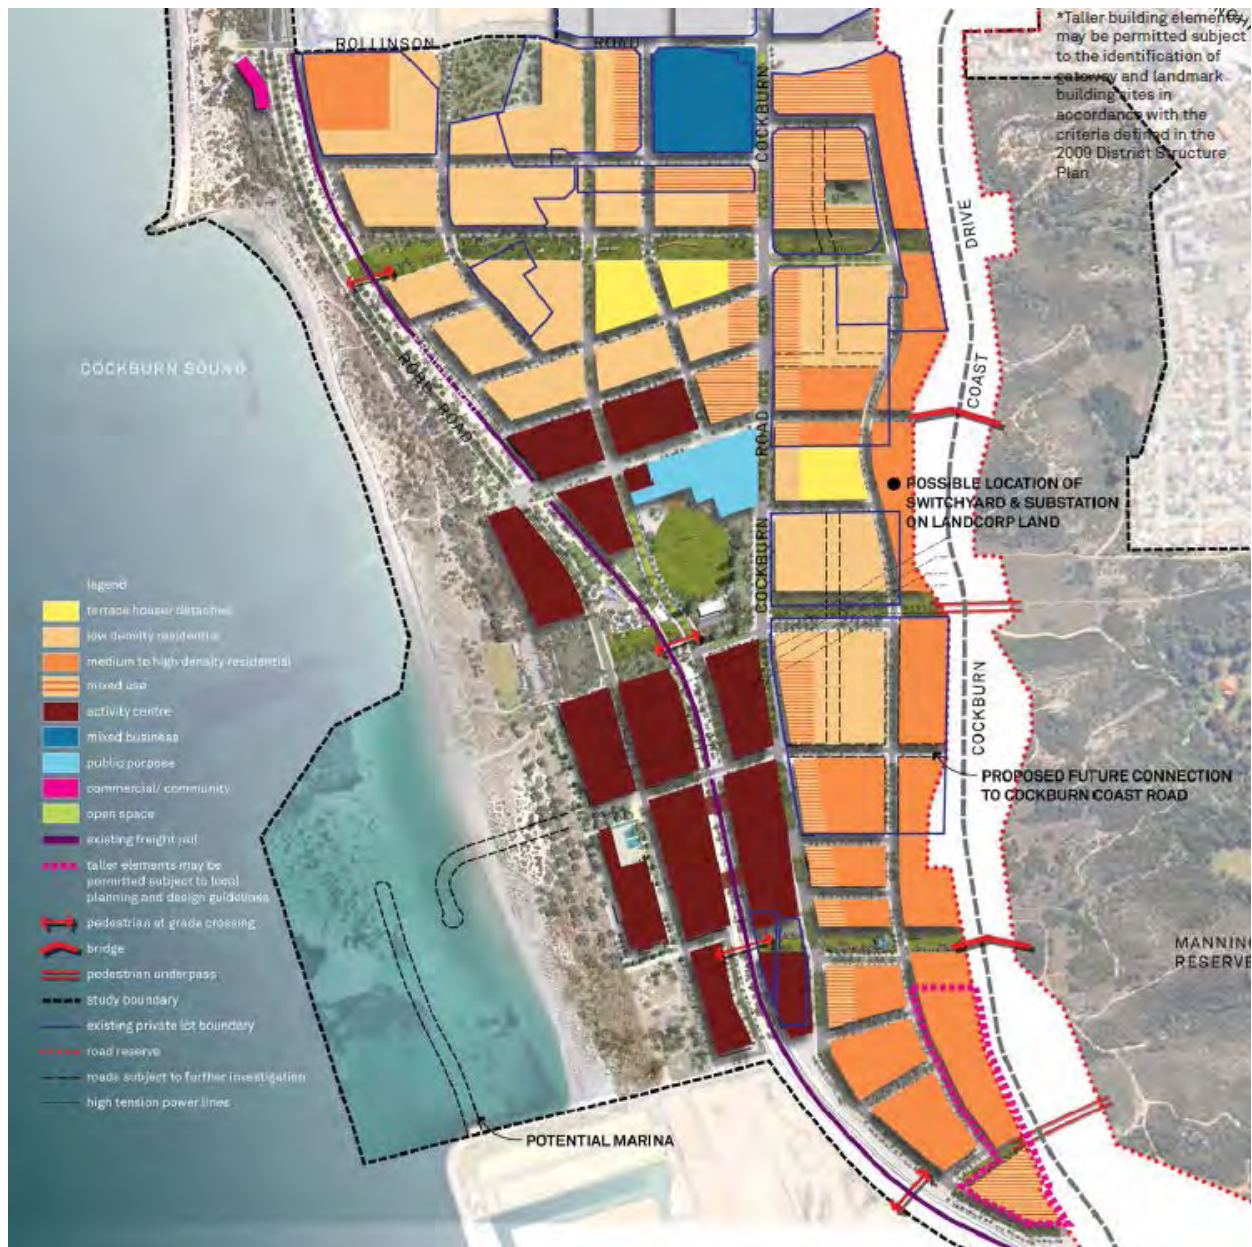 ROLLINSON
ROAD
*Taller building elements
may be permitted subject
to the identification of
gateway and landmark
building sites in
accordance with the
criteria defined in the
2009 District Structure
Plan
COCKBURN
DRIVE
COCKBURN SOUND
ROAD
COAST
ROAD
POSSIBLE LOCATION OF
SWITCHYARD & SUBSTATION
ON LANDCORP LAND
COCKBURN
legend
terrace house/ detached
low density residential
medium to high density residential
mixed use
activity centre
mixed business
public purpose
commercial/ community
open space
existing freight rail
taller elements may be
permitted subject to local
planning and design guidelines
pedestrian at grade crossing
bridge
pedestrian underpass
study boundary
existing private lot boundary
road reserve
roads subject to further investigation
high tension power lines
COCKBURN
PROPOSED FUTURE CONNECTION
TO COCKBURN COAST ROAD
MANNING
RESERVE
POTENTIAL MARINA